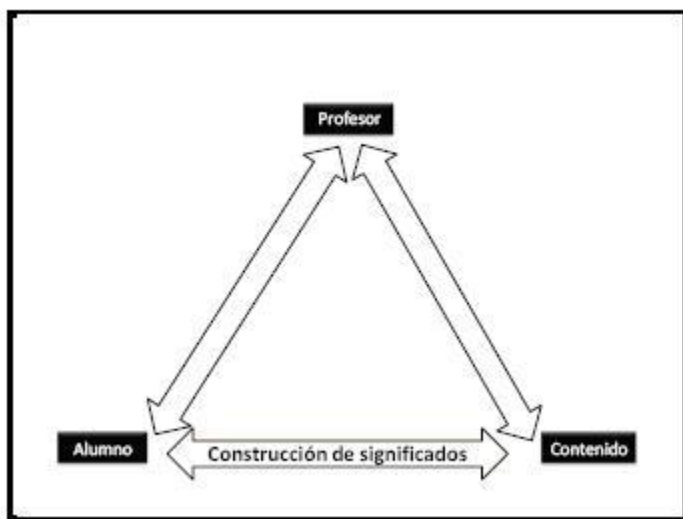 Profesor
Alumno
Construcción de significados
Contenido